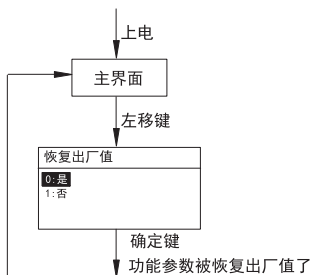 上电
主界面
左移键
恢复出厂值
0:是
1:否
确定键
功能参数被恢复出厂值了